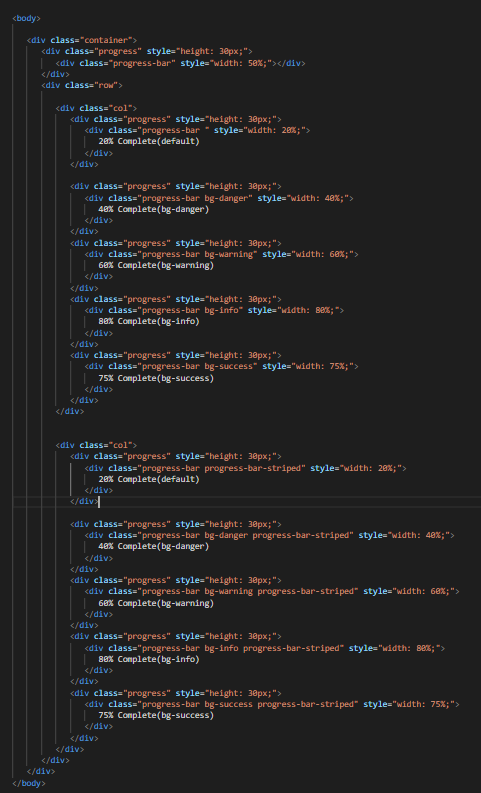 <body>
<div class="container">
<div class="progress" style="height: 30px;">
<div class="progress-bar" style="width: 50%;"></div>
</div>
<div class="row">
<div class="col">
<div class="progress" style="height: 30px;">
<div class="progress-bar " style="width: 20%;">
20% Complete(default)
</div>
</div>
<div class="progress" style="height: 30px;">
<div class="progress-bar bg-danger" style="width: 40%;">
40% Complete(bg-danger)
</div>
</div>
<div class="progress" style="height: 30px;">
<div class="progress-bar bg-warning" style="width: 60%;">
60% Complete(bg-warning)
</div>
</div>
<div class="progress" style="height: 30px;">
<div class="progress-bar bg-info" style="width: 80%;">
80% Complete(bg-info)
</div>
</div>
<div class="progress" style="height: 30px;">
<div class="progress-bar bg-success" style="width: 75%;">
75% Complete(bg-success)
</div>
</div>
</div>
<div class="col">
<div class="progress" style="height: 30px;">
<div class="progress-bar progress-bar-striped" style="width: 20%;">
20% Complete(default)
</div>
</div>
<div class="progress" style="height: 30px;">
<div class="progress-bar bg-danger progress-bar-striped" style="width: 40%;">
40% Complete(bg-danger)
</div>
</div>
<div class="progress" style="height: 30px;">
<div class="progress-bar bg-warning progress-bar-striped" style="width: 60%;">
60% Complete(bg-warning)
</div>
</div>
<div class="progress" style="height: 30px;">
<div class="progress-bar bg-info progress-bar-striped" style="width: 80%;">
80% Complete(bg-info)
</div>
</div>
<div class="progress" style="height: 30px;">
<div class="progress-bar bg-success progress-bar-striped" style="width: 75%;">
75% Complete(bg-success)
</div>
</div>
</div>
</div>
</div>
</body>